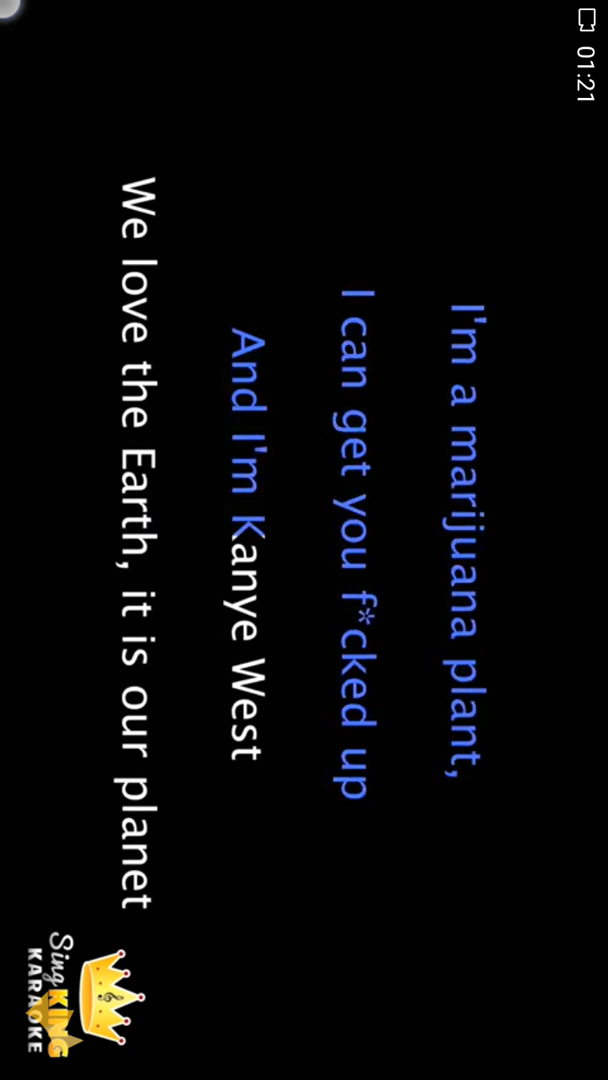 01:21
I'm a marijuana plant,
I can get you f*cked up
And I'm Kanye West
We love the Earth, it is our planet
Sing KING
KARAOKE